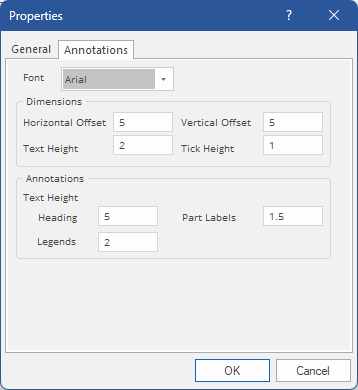 Properties ?
General Annotations
Font Arial
Dimensions
Horizontal Offset 5 Vertical Offset 5
Text Height 2 Tick Height 1
Annotations
Text Height
Heading 5 Part Labels 1.5
Legends 2
OK Cancel